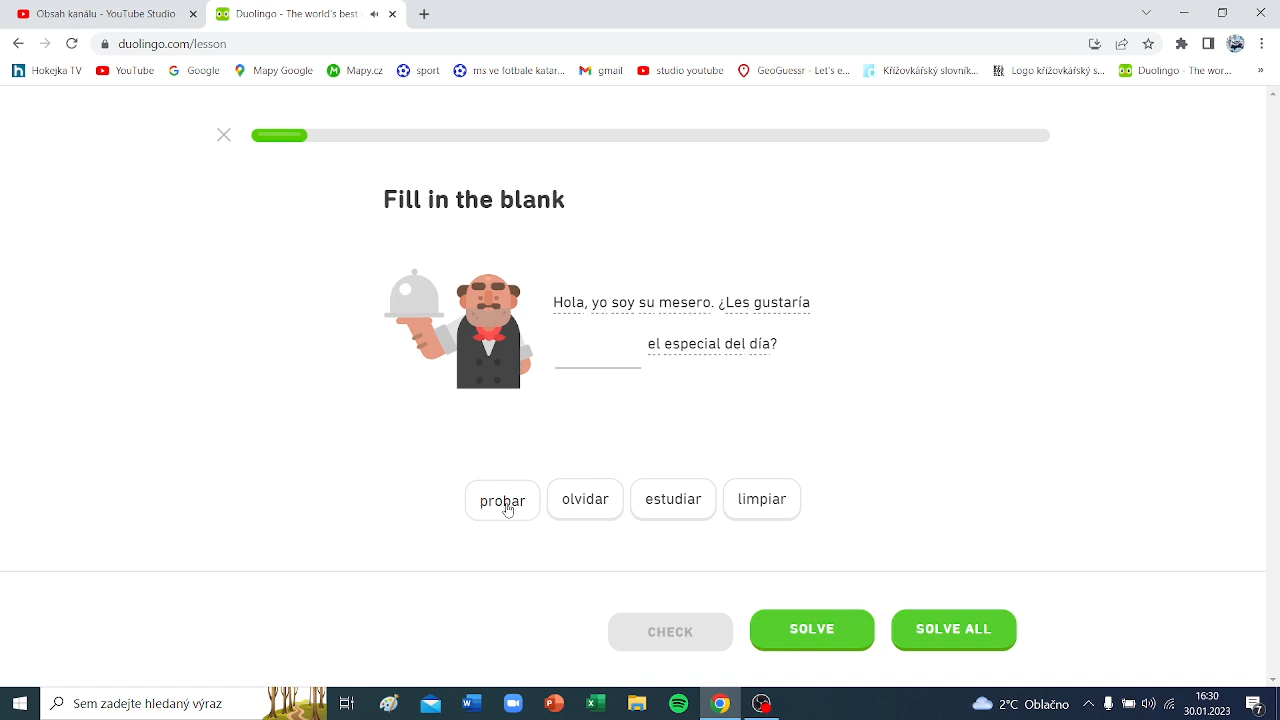 Obsah kanálu - YouTube Studio
Duolingo - The world's best
duolingo.com/lesson
Hokejka TV
YouTube
Google
Mapy Google
Mapy.cz
sport
ms ve fotbale datar...
gmail
studio youtube
GeoGuessr - Let's e...
Křížovkářský slovník...
Logo křížovkářský s...
Duolingo - The wor...
»
Fill in the blank
Hola, yo soy su mesero. ¿Les gustaría
el especial del día?
probar
olvidar
estudiar
limpiar
CHECK
SOLVE
SOLVE ALL
Sem zadejte hledaný výraz
2°C Oblačno
16:30
30.01.2023